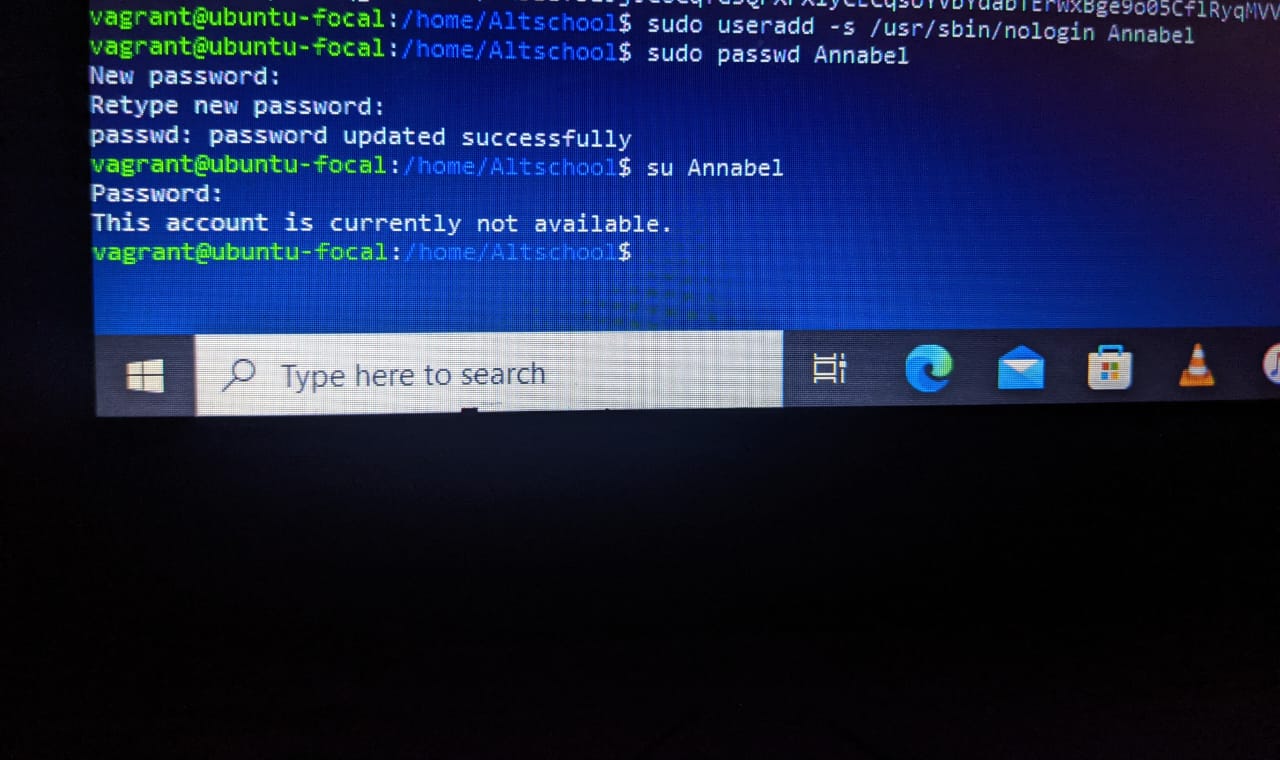 vagrant@ubuntu-focal:/home/Altschool$ sudo useradd -s /usr/sbin/nologin Annabel
vagrant@ubuntu-focal:/home/Altschool$ sudo passwd Annabel
New password:
Retype new password:
passwd: password updated successfully
vagrant@ubuntu-focal:/home/Altschool$ su Annabel
Password:
This account is currently not available.
vagrant@ubuntu-focal:/home/Altschool$
Type here to search